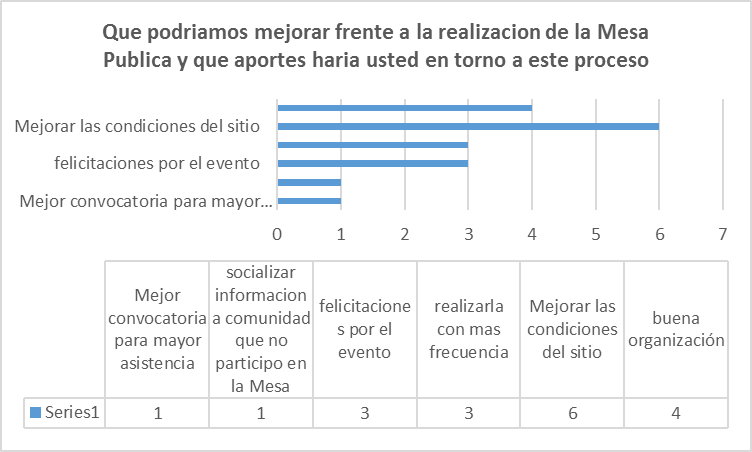 Que podriamos mejorar frente a la realizacion de la Mesa
Publica y que aportes haria usted en torno a este proceso
Mejorar las condiciones del sitio
felicitaciones por el evento
Mejor convocatoria para mayor...
0 1 2 3 4 5 6 7
Mejor
convocatoria
para mayor
asistencia
socializar
informacion
a comunidad
que no
participo en
la Mesa
felicitacione
s por el
evento
realizarla
con mas
frecuencia
Mejorar las
condiciones
del sitio
buena
organización
Series1 1 1 3 3 6 4